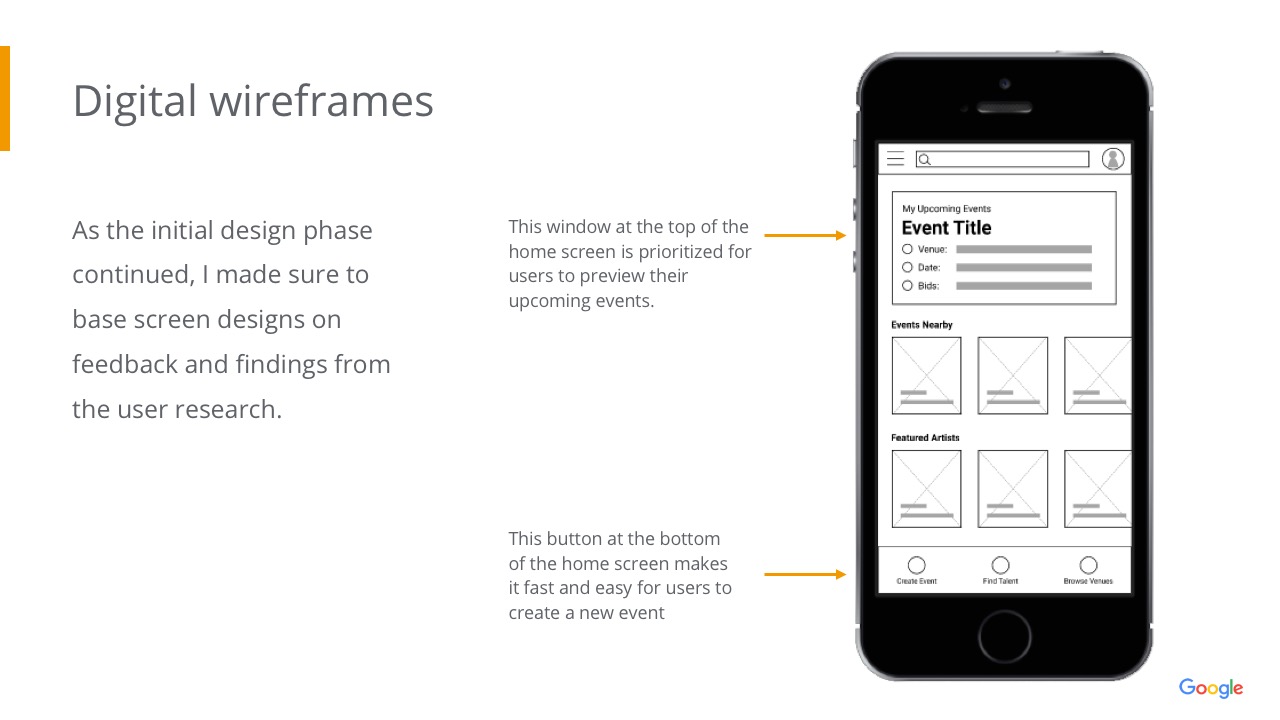 Digital wireframes
As the initial design phase
continued, I made sure to
base screen designs on
feedback and findings from
the user research.
This window at the top of the
home screen is prioritized for
users to preview their
upcoming events.
This button at the bottom
of the home screen makes
it fast and easy for users to
create a new event
My Upcoming Events
Event Title
Venue:
Date:
Bids:
Events Nearby
Featured Artists
Create Event
Find Talent
Browse Venues
Google